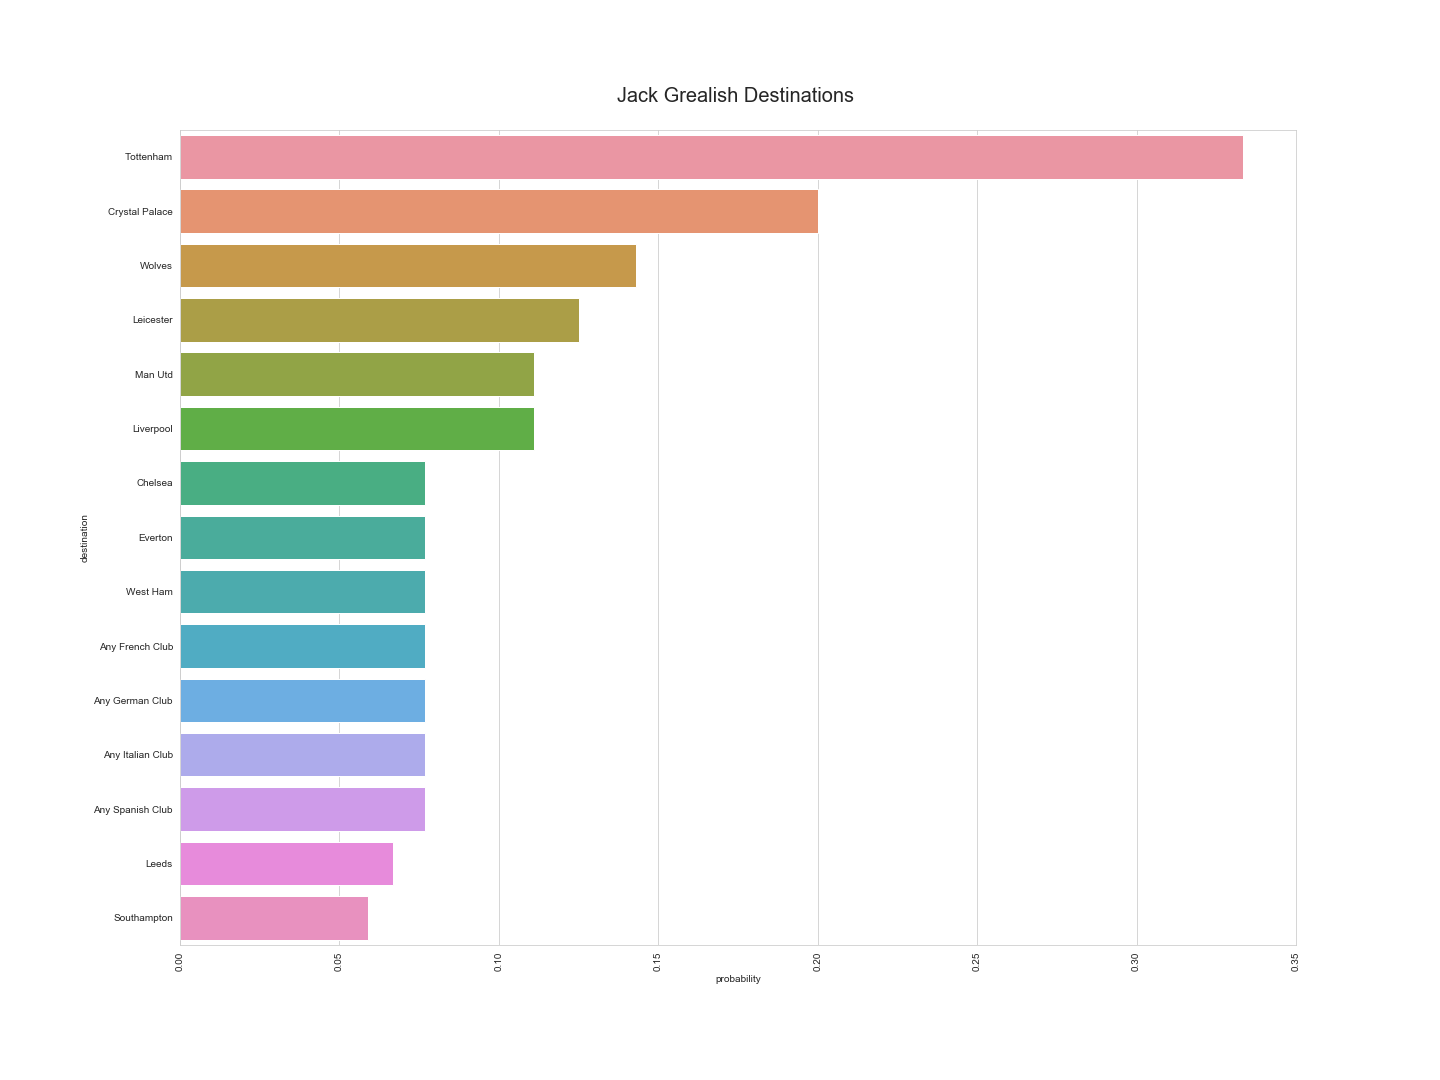 Jack Grealish Destinations
Tottenham
Crystal Palace
Wolves
Leicester
Man Utd
Liverpool
Chelsea
Everton
West Ham
Any French Club
Any German Club
Any Italian Club
Any Spanish Club
Leeds
Southampton
destination
0.00 0.05 0.10 0.15 0.20 0.25 0.30 0.35
probability